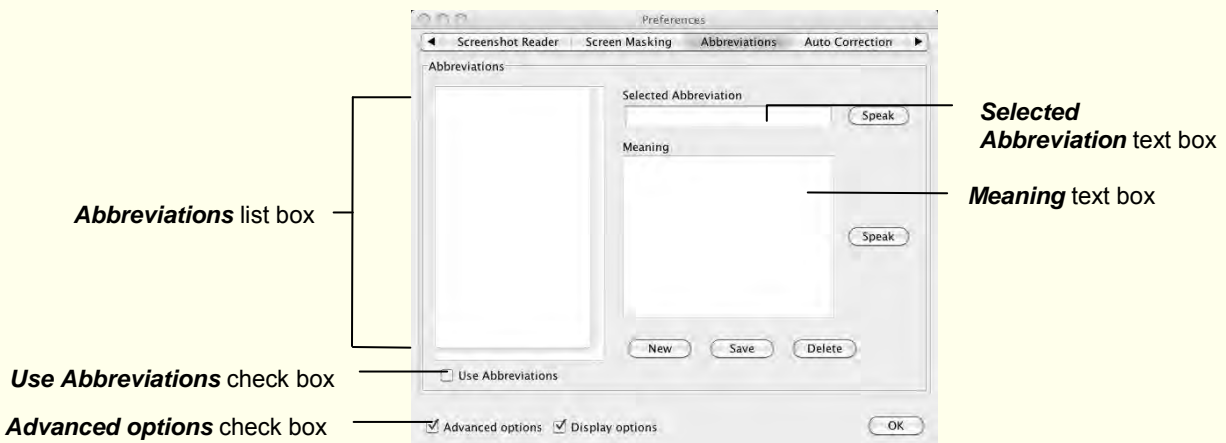 Preferences
◀ Screenshot Reader Screen Masking Abbreviations Auto Correction ▶
Abbreviations
Selected Abbreviation
Speak
Selected
Abbreviation text box
Meaning
Meaning text box
Abbreviations list box
Speak
New Save Delete
Use Abbreviations check box
Use Abbreviations
Advanced options check box
Advanced options Display options OK